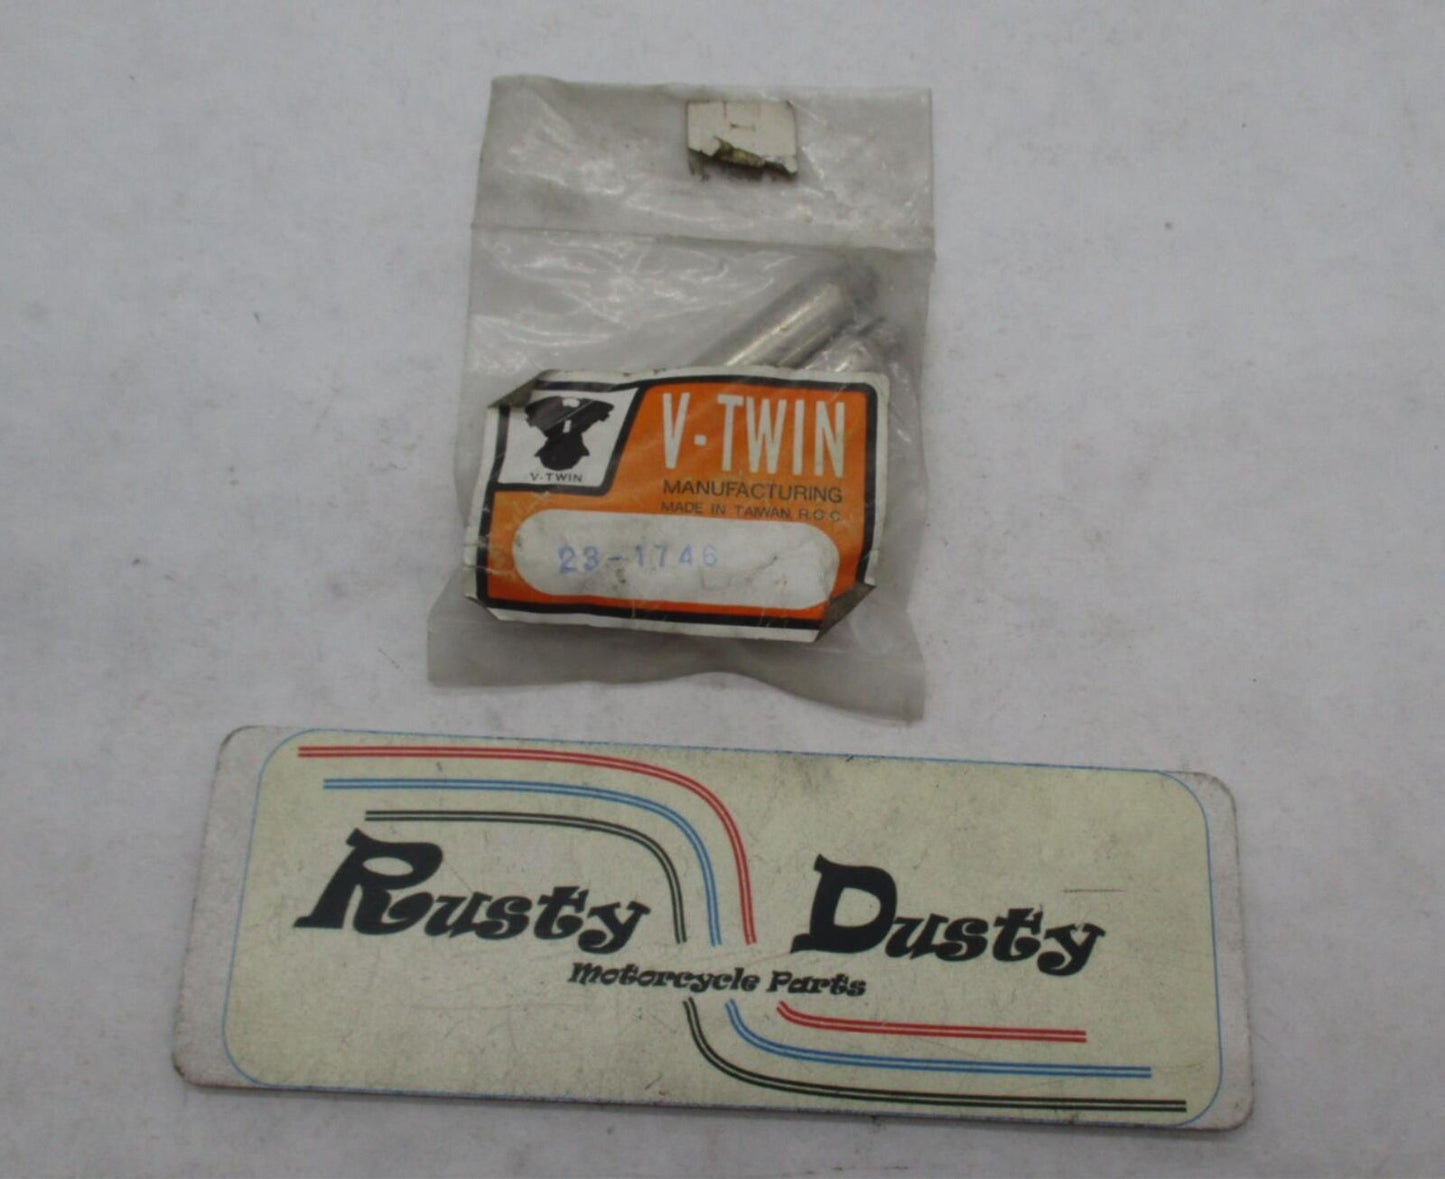 V-TWIN
V-TWIN
MANUFACTURING
MADE IN TAIWAN, R.O.C.
23-1746
Rusty Dusty
Motorcycle Parts